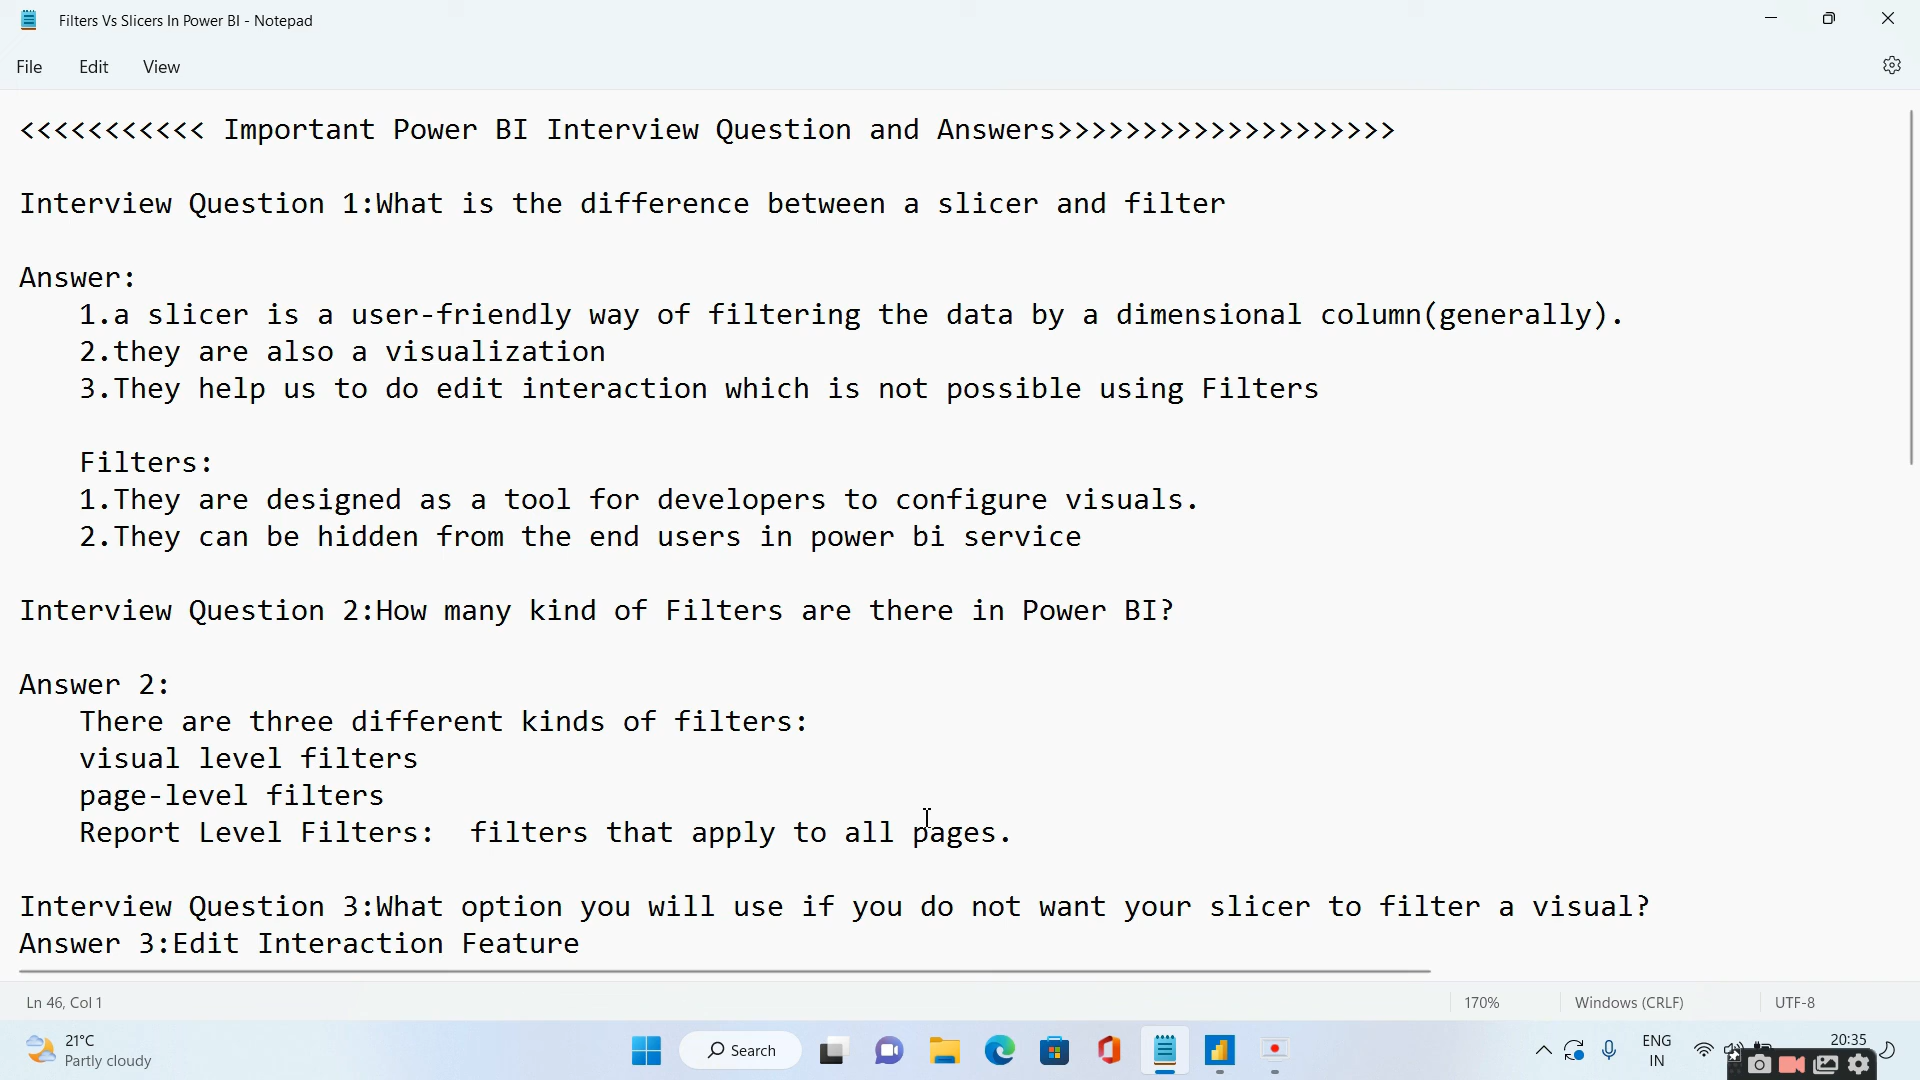 Filters Vs Slicers In Power BI - Notepad
File Edit View
<<<<<<<<<<< Important Power BI Interview Question and Answers>>>>>>>>>>>>>>>>>>>>
Interview Question 1:What is the difference between a slicer and filter
Answer:
1.a slicer is a user-friendly way of filtering the data by a dimensional column(generally).
2.they are also a visualization
3.They help us to do edit interaction which is not possible using Filters
Filters:
1.They are designed as a tool for developers to configure visuals.
2.They can be hidden from the end users in power bi service
Interview Question 2:How many kind of Filters are there in Power BI?
Answer 2:
There are three different kinds of filters:
visual level filters
page-level filters
Report Level Filters:  filters that apply to all pages.
Interview Question 3:What option you will use if you do not want your slicer to filter a visual?
Answer 3:Edit Interaction Feature
Ln 46, Col 1 170% Windows (CRLF) UTF-8
21°C
Partly cloudy
Search
ENG
IN
20:35